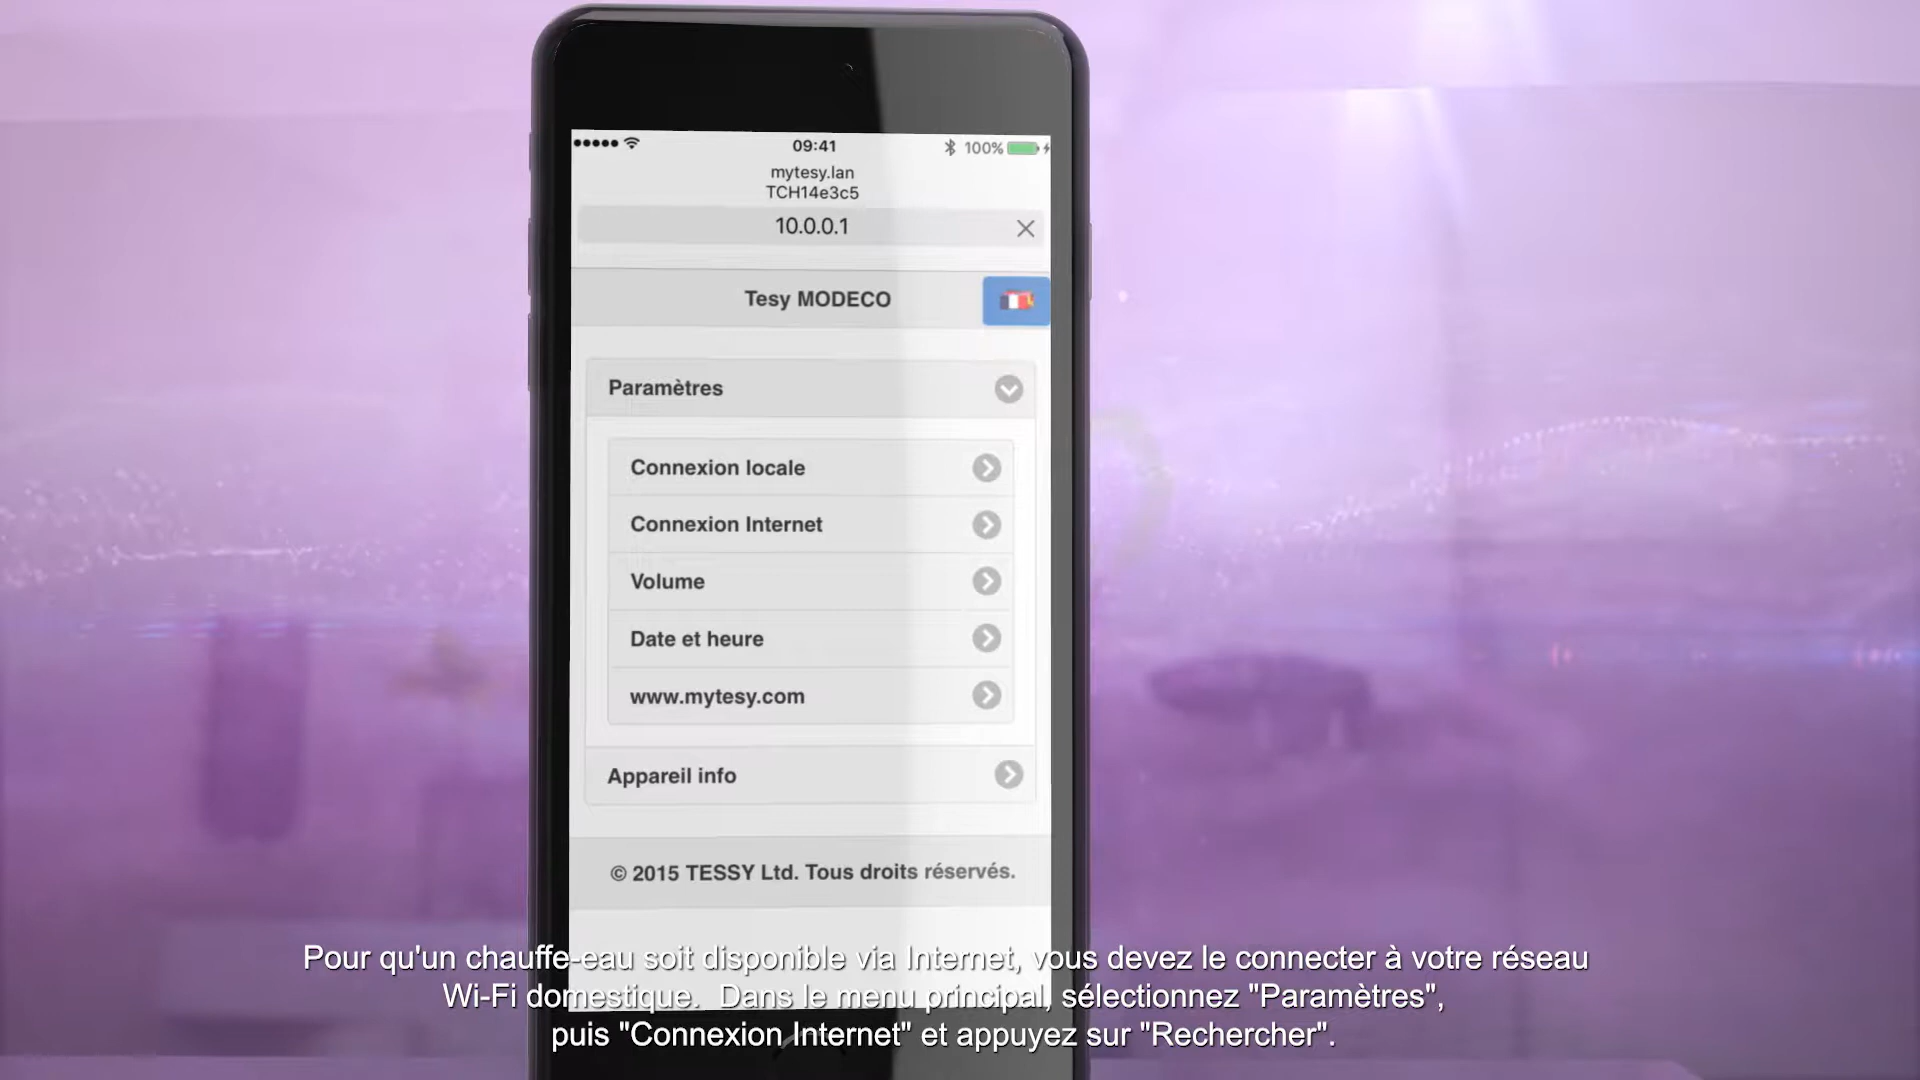 09:41
100%
mytesy.lan
TCH14e3c5
10.0.0.1
Tesy MODECO
Paramètres
Connexion locale
Connexion Internet
Volume
Date et heure
www.mytesy.com
Appareil info
© 2015 TESSY Ltd. Tous droits réservés.
Pour qu'un chauffe-eau soit disponible via Internet, vous devez le connecter à votre réseau
Wi-Fi domestique. Dans le menu principal, sélectionnez "Paramètres",
puis "Connexion Internet" et appuyez sur "Rechercher".